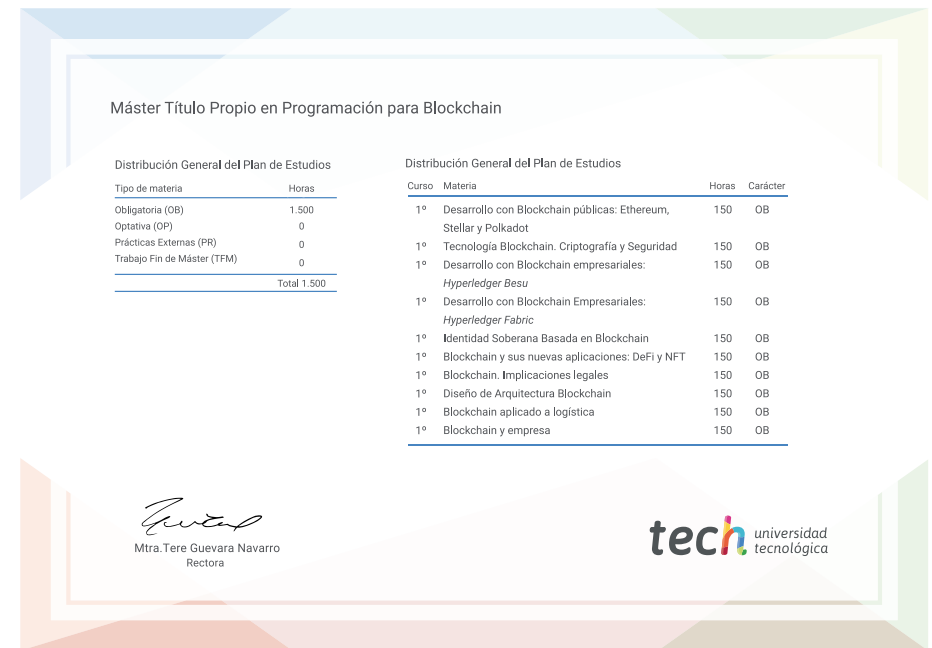 Máster Título Propio en Programación para Blockchain
Distribución General del Plan de Estudios
Tipo de materia Horas
Obligatoria (OB) 1.500
Optativa (OP) 0
Prácticas Externas (PR) 0
Trabajo Fin de Máster (TFM) 0
Total 1.500
Distribución General del Plan de Estudios
Curso Materia Horas Carácter
1º Desarrollo con Blockchain públicas: Ethereum, 150 OB
Stellar y Polkadot
1º Tecnología Blockchain. Criptografía y Seguridad 150 OB
1º Desarrollo con Blockchain empresariales: 150 OB
Hyperledger Besu
1º Desarrollo con Blockchain Empresariales: 150 OB
Hyperledger Fabric
1º Identidad Soberana Basada en Blockchain 150 OB
1º Blockchain y sus nuevas aplicaciones: DeFi y NFT 150 OB
1º Blockchain. Implicaciones legales 150 OB
1º Diseño de Arquitectura Blockchain 150 OB
1º Blockchain aplicado a logística 150 OB
1º Blockchain y empresa 150 OB
Mtra.Tere Guevara Navarro
Rectora
tech universidad
tecnológica